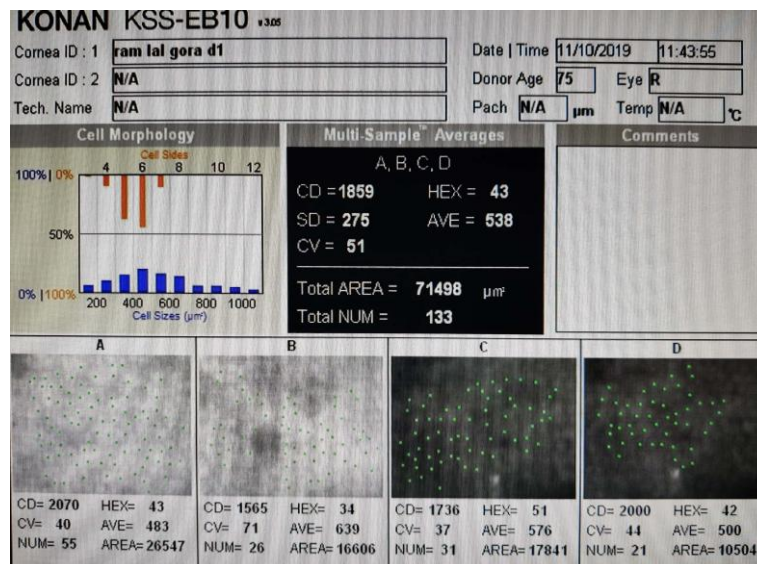 KONAN KSS-EB10 v 3.05
Cornea ID : 1 ram lal gora d1 Date | Time 11/10/2019 11:43:55
Cornea ID : 2 N/A Donor Age 75 Eye R
Tech. Name N/A Pach N/A µm Temp N/A °C
Cell Morphology
Cell Sides
100% | 0% 4 6 8 10 12
50%
0% | 100% 200 400 600 800 1000
Cell Sizes (µm²)
Multi-Sample™ Averages
A, B, C, D
CD = 1859 HEX = 43
SD = 275 AVE = 538
CV = 51
Total AREA = 71498 µm²
Total NUM = 133
Comments
A B C D
CD= 2070 HEX= 43
CV= 40 AVE= 483
NUM= 55 AREA= 26547
CD= 1565 HEX= 34
CV= 71 AVE= 639
NUM= 26 AREA= 16606
CD= 1736 HEX= 51
CV= 37 AVE= 576
NUM= 31 AREA= 17841
CD= 2000 HEX= 42
CV= 44 AVE= 500
NUM= 21 AREA= 10504